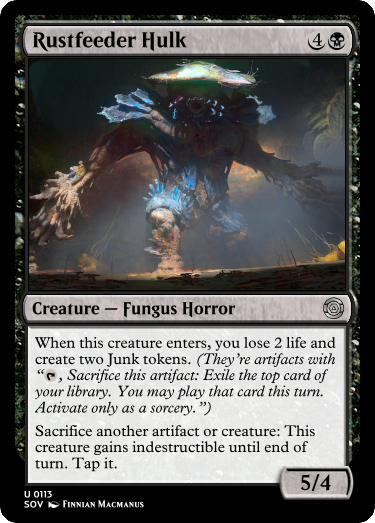 Rustfeeder Hulk 4
Creature — Fungus Horror
When this creature enters, you lose 2 life and
create two Junk tokens. (They're artifacts with
“, Sacrifice this artifact: Exile the top card of
your library. You may play that card this turn.
Activate only as a sorcery.”)
Sacrifice another artifact or creature: This
creature gains indestructible until end of
turn. Tap it.
5/4
U 0113
SOV Finnian Macmanus